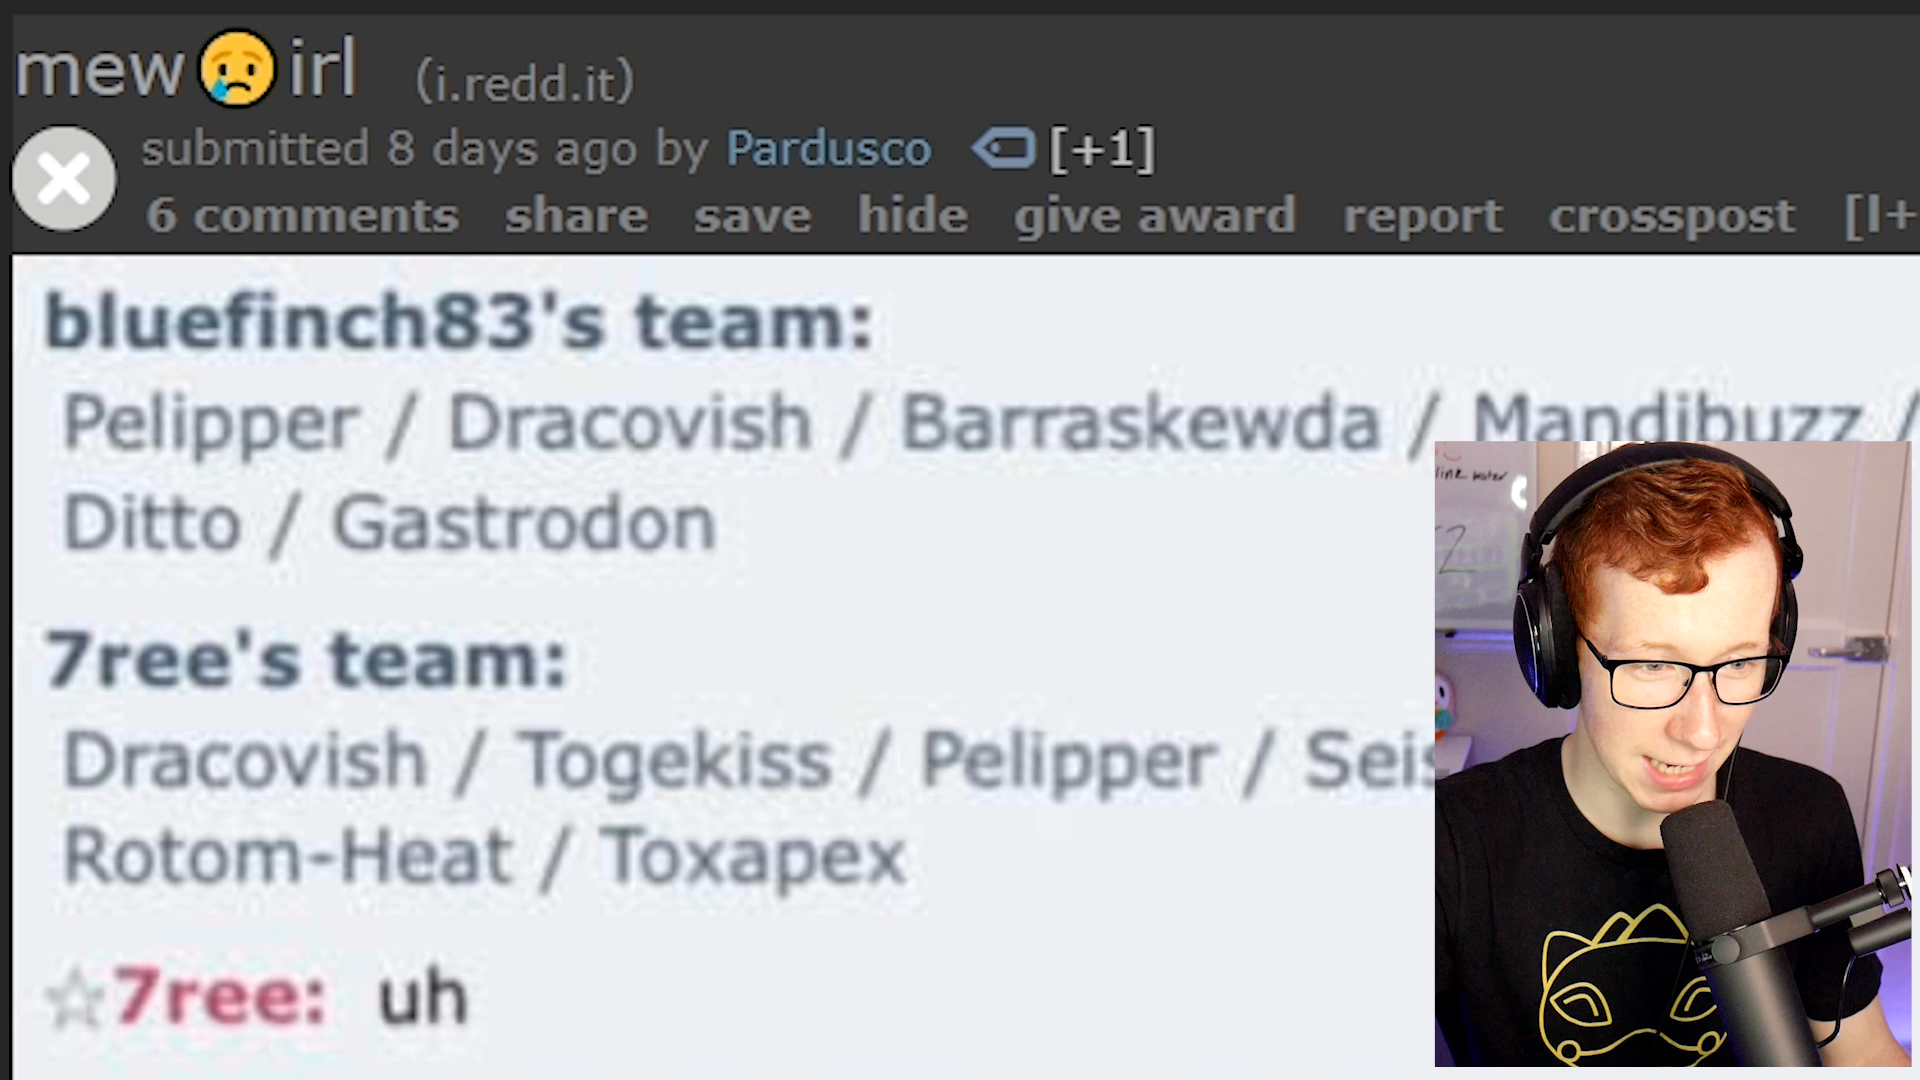 mew😢irl (i.redd.it)
submitted 8 days ago by Pardusco [+1]
6 comments share save hide give award report crosspost [l+
bluefinch83's team:
Pelipper / Dracovish / Barraskewda / Mandibuzz /
Ditto / Gastrodon
7ree's team:
Dracovish / Togekiss / Pelipper / Seis
Rotom-Heat / Toxapex
☆7ree: uh
water